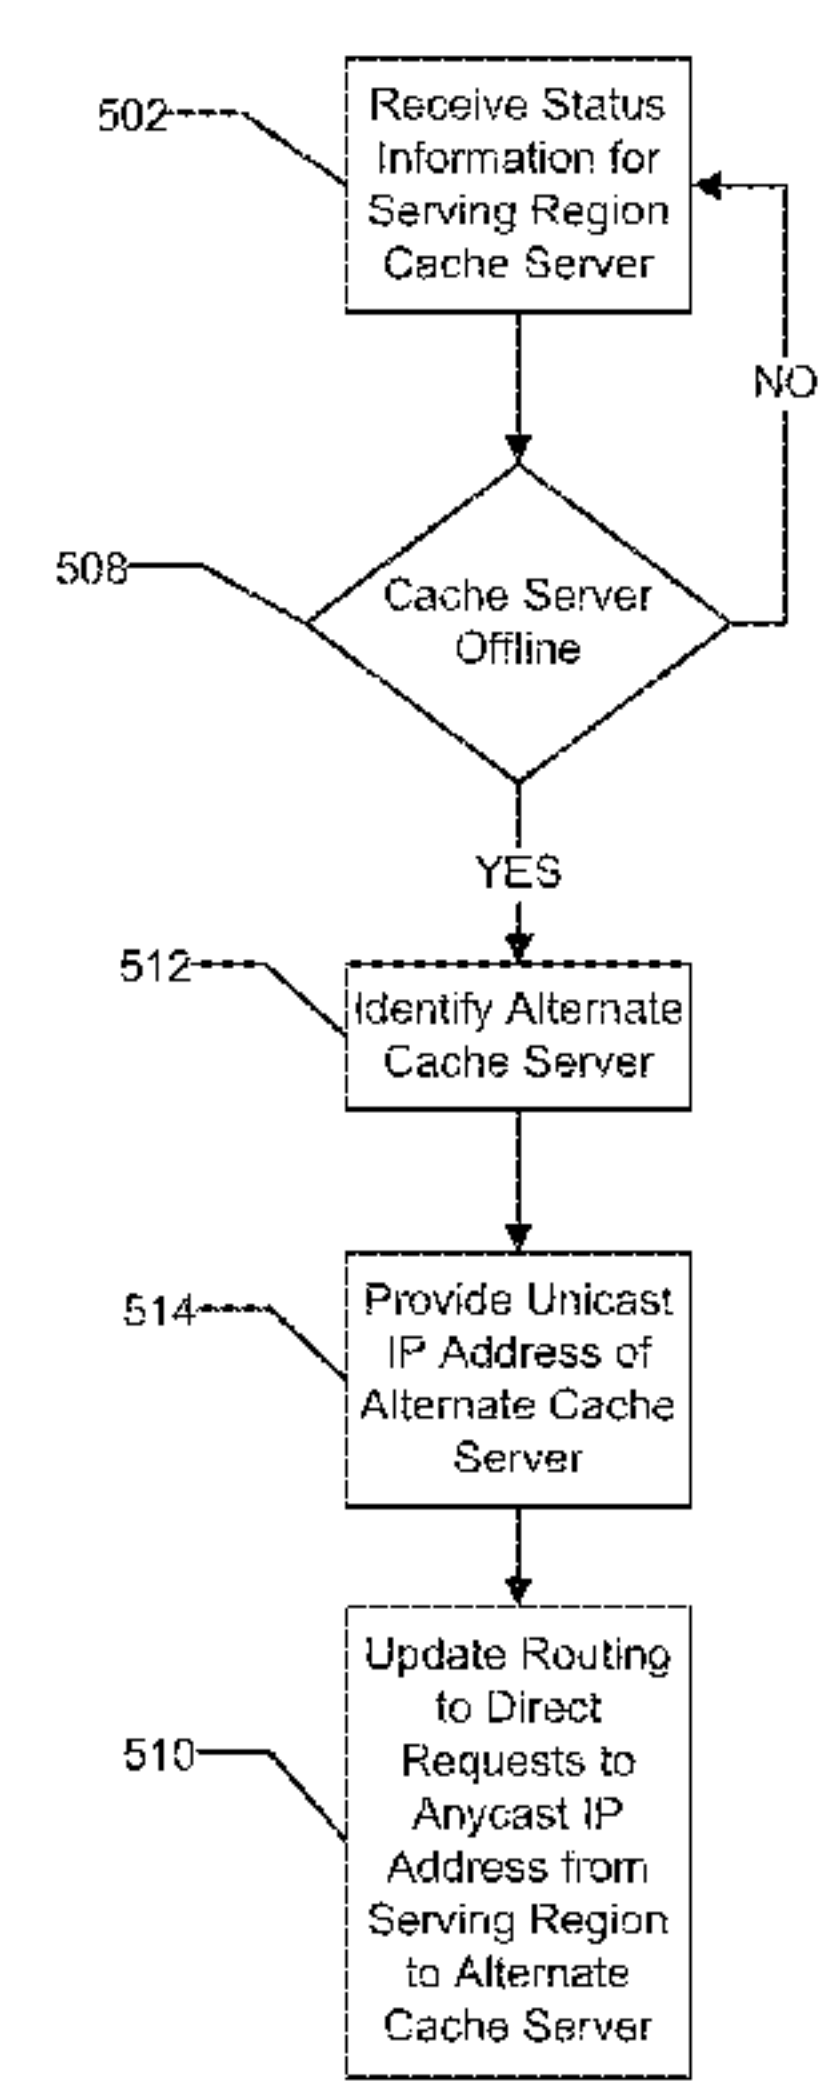 502
Receive Status
Information for
Serving Region
Cache Server
NO
508
Cache Server
Offline
YES
512
Identify Alternate
Cache Server
514
Provide Unicast
IP Address of
Alternate Cache
Server
510
Update Routing
to Direct
Requests to
Anycast IP
Address from
Serving Region
to Alternate
Cache Server